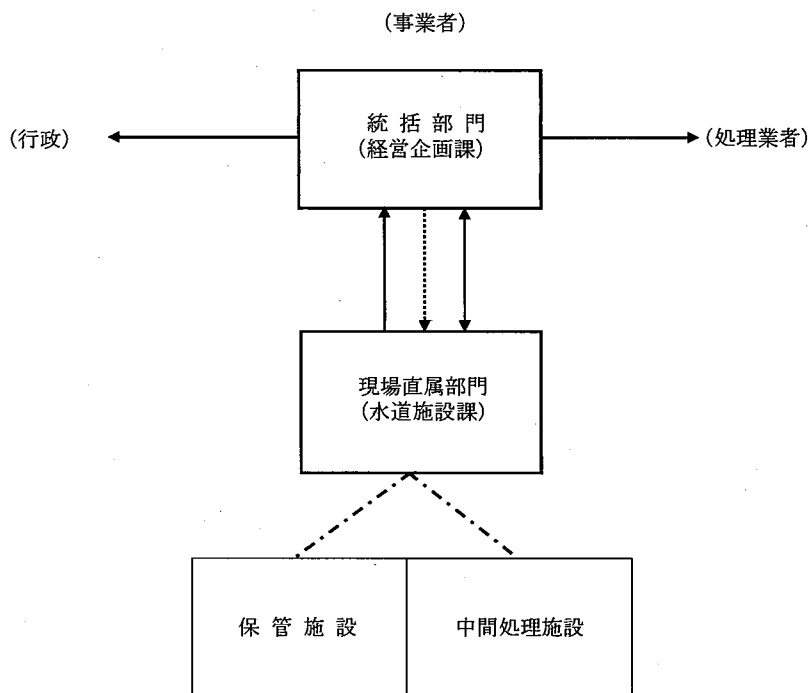 (事業者)
統括部門
(経営企画課)
(行政)
(処理業者)
現場直属部門
(水道施設課)
保管施設
中間処理施設